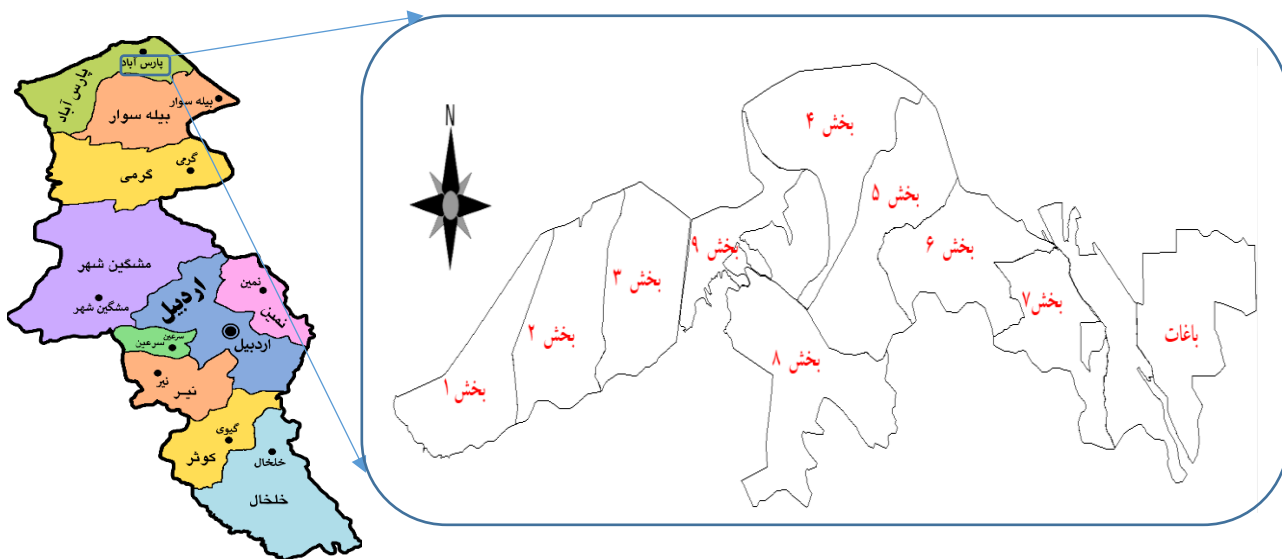 پارس آباد
پارس آباد
بیله سوار
بیله سوار
گرمی
گرمی
مشگین شهر
مشگین شهر
اردبیل
اردبیل
نمین
نمین
سرعین
سرعین
نیر
نیر
گیوی
کوثر
خلخال
خلخال
N
بخش ۱
بخش ۲
بخش ۳
بخش ۹
بخش ۴
بخش ۵
بخش ۶
بخش ۷
بخش ۸
باغات